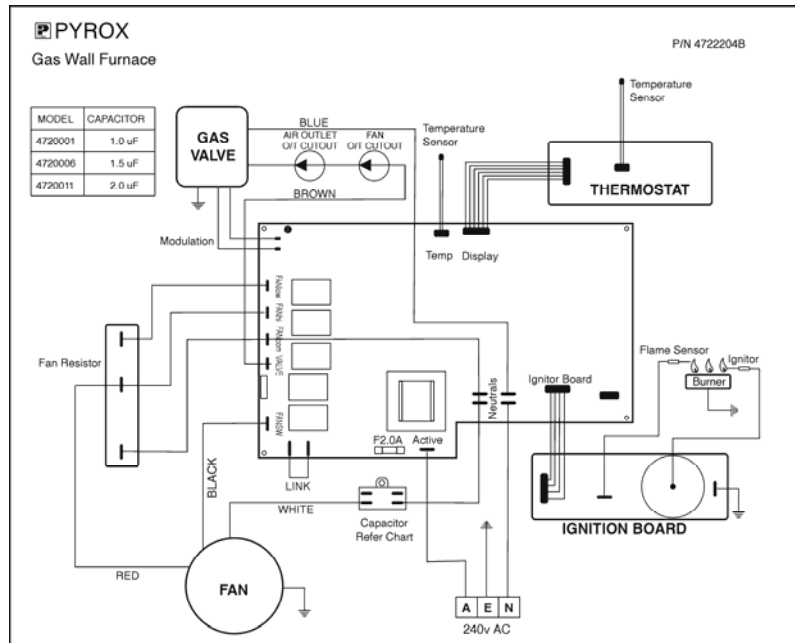 PYROX
Gas Wall Furnace
P/N 4722204B
MODEL CAPACITOR
4720001 1.0 uF
4720006 1.5 uF
4720011 2.0 uF
GAS
VALVE
BLUE
AIR OUTLET
O/T CUTOUT
FAN
O/T CUTOUT
BROWN
Temperature
Sensor
Temperature
Sensor
THERMOSTAT
Modulation
Temp
Display
FANlow
FANhi
FANcom
VALVE
FANSW
Fan Resistor
Neutrals
Ignitor Board
Flame Sensor
Ignitor
Burner
F2.0A
Active
LINK
BLACK
WHITE
Capacitor
Refer Chart
IGNITION BOARD
RED
FAN
A E N
240v AC